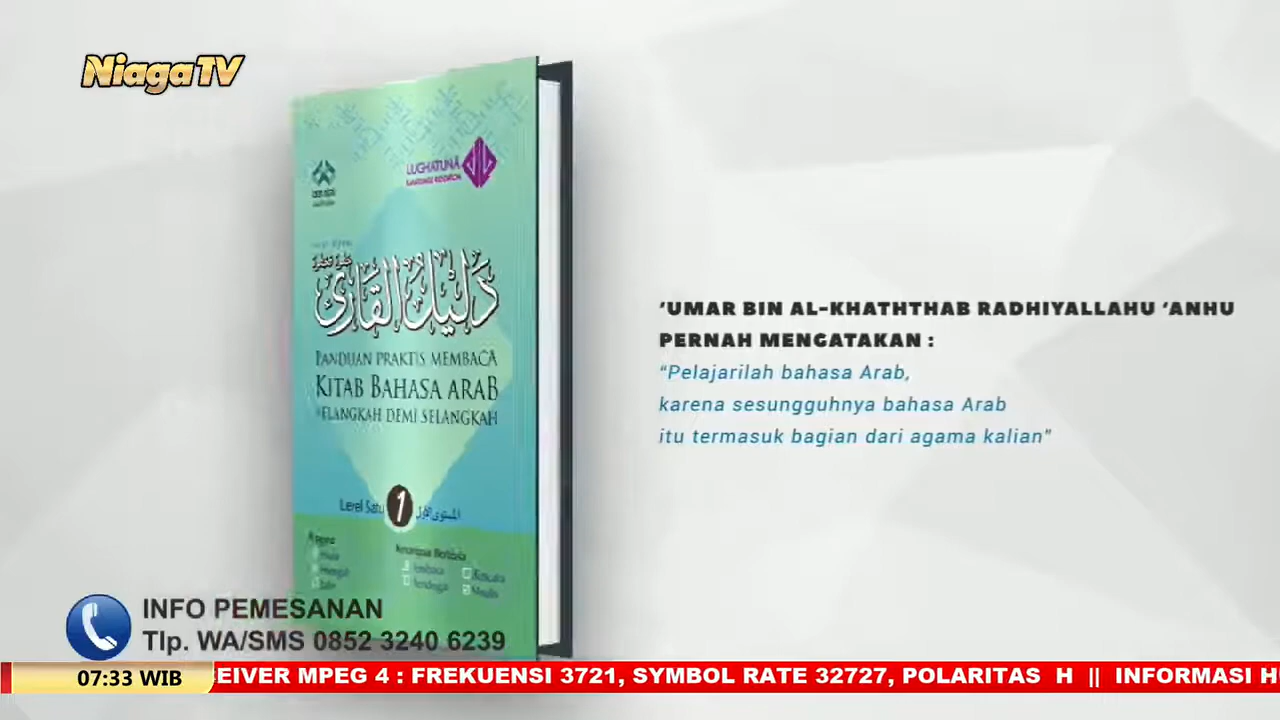 NiagaTV
LUGHATUNĀ
دليل القارئ
PANDUAN PRAKTIS MEMBACA
KITAB BAHASA ARAB
SELANGKAH DEMI SELANGKAH
Level Satu 1 المستوى الأول
'UMAR BIN AL-KHATHTHAB RADHIYALLAHU 'ANHU
PERNAH MENGATAKAN :
"Pelajarilah bahasa Arab,
karena sesungguhnya bahasa Arab
itu termasuk bagian dari agama kalian"
INFO PEMESANAN
Tlp. WA/SMS 0852 3240 6239
07:33 WIB
EIVER MPEG 4 : FREKUENSI 3721, SYMBOL RATE 32727, POLARITAS H || INFORMASI H